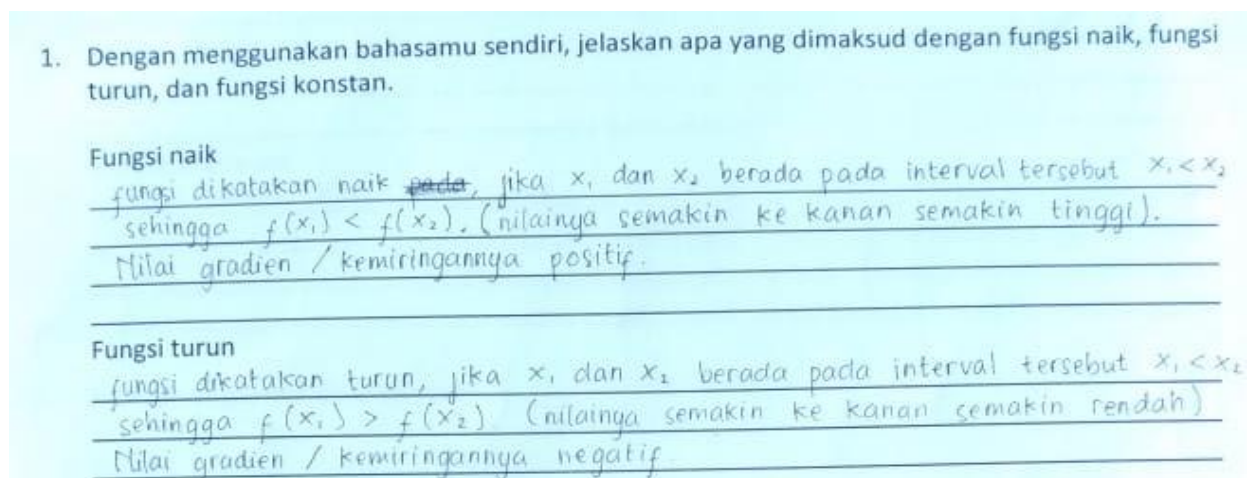 1. Dengan menggunakan bahasamu sendiri, jelaskan apa yang dimaksud dengan fungsi naik, fungsi
turun, dan fungsi konstan.
Fungsi naik
fungsi dikatakan naik pada, jika x₁ dan x₂ berada pada interval tersebut x₁ < x₂
sehingga f(x₁) < f(x₂). (nilainya semakin ke kanan semakin tinggi).
Nilai gradien / kemiringannya positif.
Fungsi turun
fungsi dikatakan turun, jika x₁ dan x₂ berada pada interval tersebut x₁ < x₂
sehingga f(x₁) > f(x₂) (nilainya semakin ke kanan semakin rendah)
Nilai gradien / kemiringannya negatif